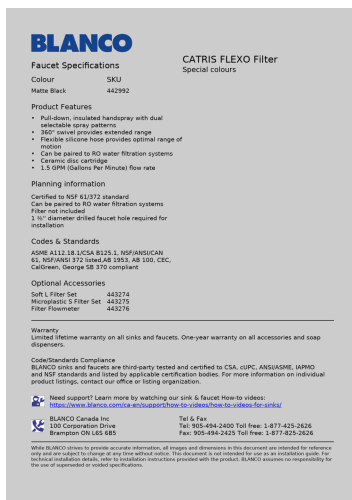 BLANCO
CATRIS FLEXO Filter
Special colours
Faucet Specifications
Colour SKU
Matte Black 442992
Product Features
• Pull-down, insulated handspray with dual
selectable spray patterns
• 360° swivel provides extended range
• Flexible silicone hose provides optimal range of
motion
• Can be paired to RO water filtration systems
• Ceramic disc cartridge
• 1.5 GPM (Gallons Per Minute) flow rate
Planning information
Certified to NSF 61/372 standard
Can be paired to RO water filtration systems
Filter not included
1 ½" diameter drilled faucet hole required for
installation
Codes & Standards
ASME A112.18.1/CSA B125.1, NSF/ANSI/CAN
61, NSF/ANSI 372 listed,AB 1953, AB 100, CEC,
CalGreen, George SB 370 compliant
Optional Accessories
Soft L Filter Set 443274
Microplastic S Filter Set 443275
Filter Flowmeter 443276
Warranty
Limited lifetime warranty on all sinks and faucets. One-year warranty on all accessories and soap
dispensers.
Code/Standards Compliance
BLANCO sinks and faucets are third-party tested and certified to CSA, cUPC, ANSI/ASME, IAPMO
and NSF standards and listed by applicable certification bodies. For more information on individual
product listings, contact our office or listing organization.
Need support? Learn more by watching our sink & faucet How-to videos:
https://www.blanco.com/ca-en/support/how-to-videos/how-to-videos-for-sinks/
BLANCO Canada Inc
100 Corporation Drive
Brampton ON L6S 6B5
Tel & Fax
Tel: 905-494-2400 Toll free: 1-877-425-2626
Fax: 905-494-2425 Toll free: 1-877-825-2626
While BLANCO strives to provide accurate information, all images and dimensions in this document are intended for reference
only and are subject to change at any time without notice. This document is not intended for use as an installation guide. For
technical installation details, refer to installation instructions provided with the product. BLANCO assumes no responsibility for
the use of superseded or voided specifications.